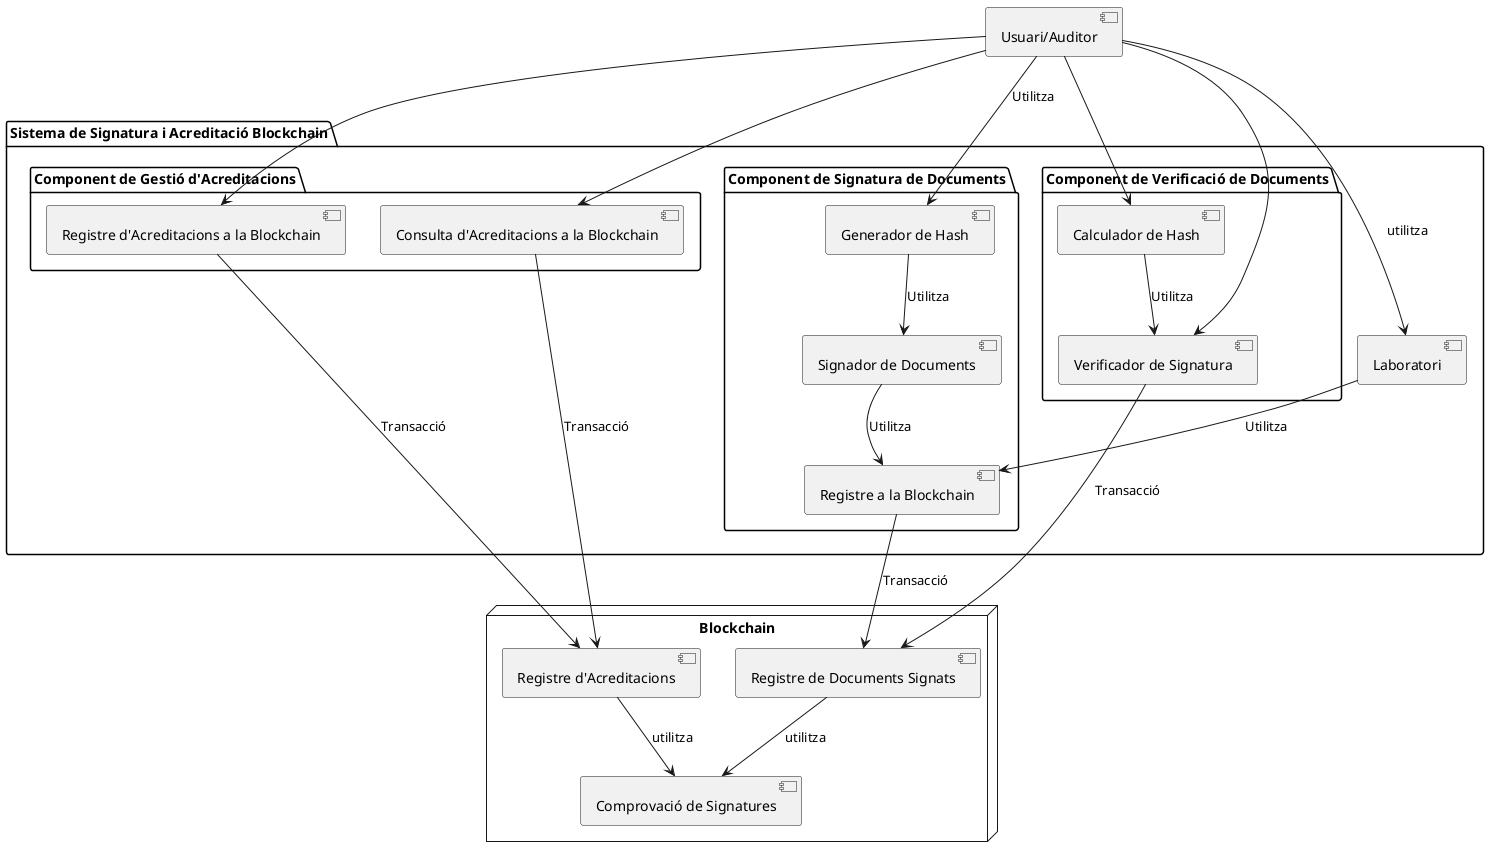 Usuari/Auditor
Utilitza
Sistema de Signatura i Acreditació Blockchain
Component de Gestió d'Acreditacions
Component de Signatura de Documents
Component de Verificació de Documents
Registre d'Acreditacions a la Blockchain
Consulta d'Acreditacions a la Blockchain
Generador de Hash
Calculador de Hash
utilitza
Utilitza
Utilitza
Signador de Documents
Verificador de Signatura
Laboratori
Transacció
Transacció
Utilitza
Utilitza
Registre a la Blockchain
Transacció
Transacció
Blockchain
Registre d'Acreditacions
Registre de Documents Signats
utilitza
utilitza
Comprovació de Signatures